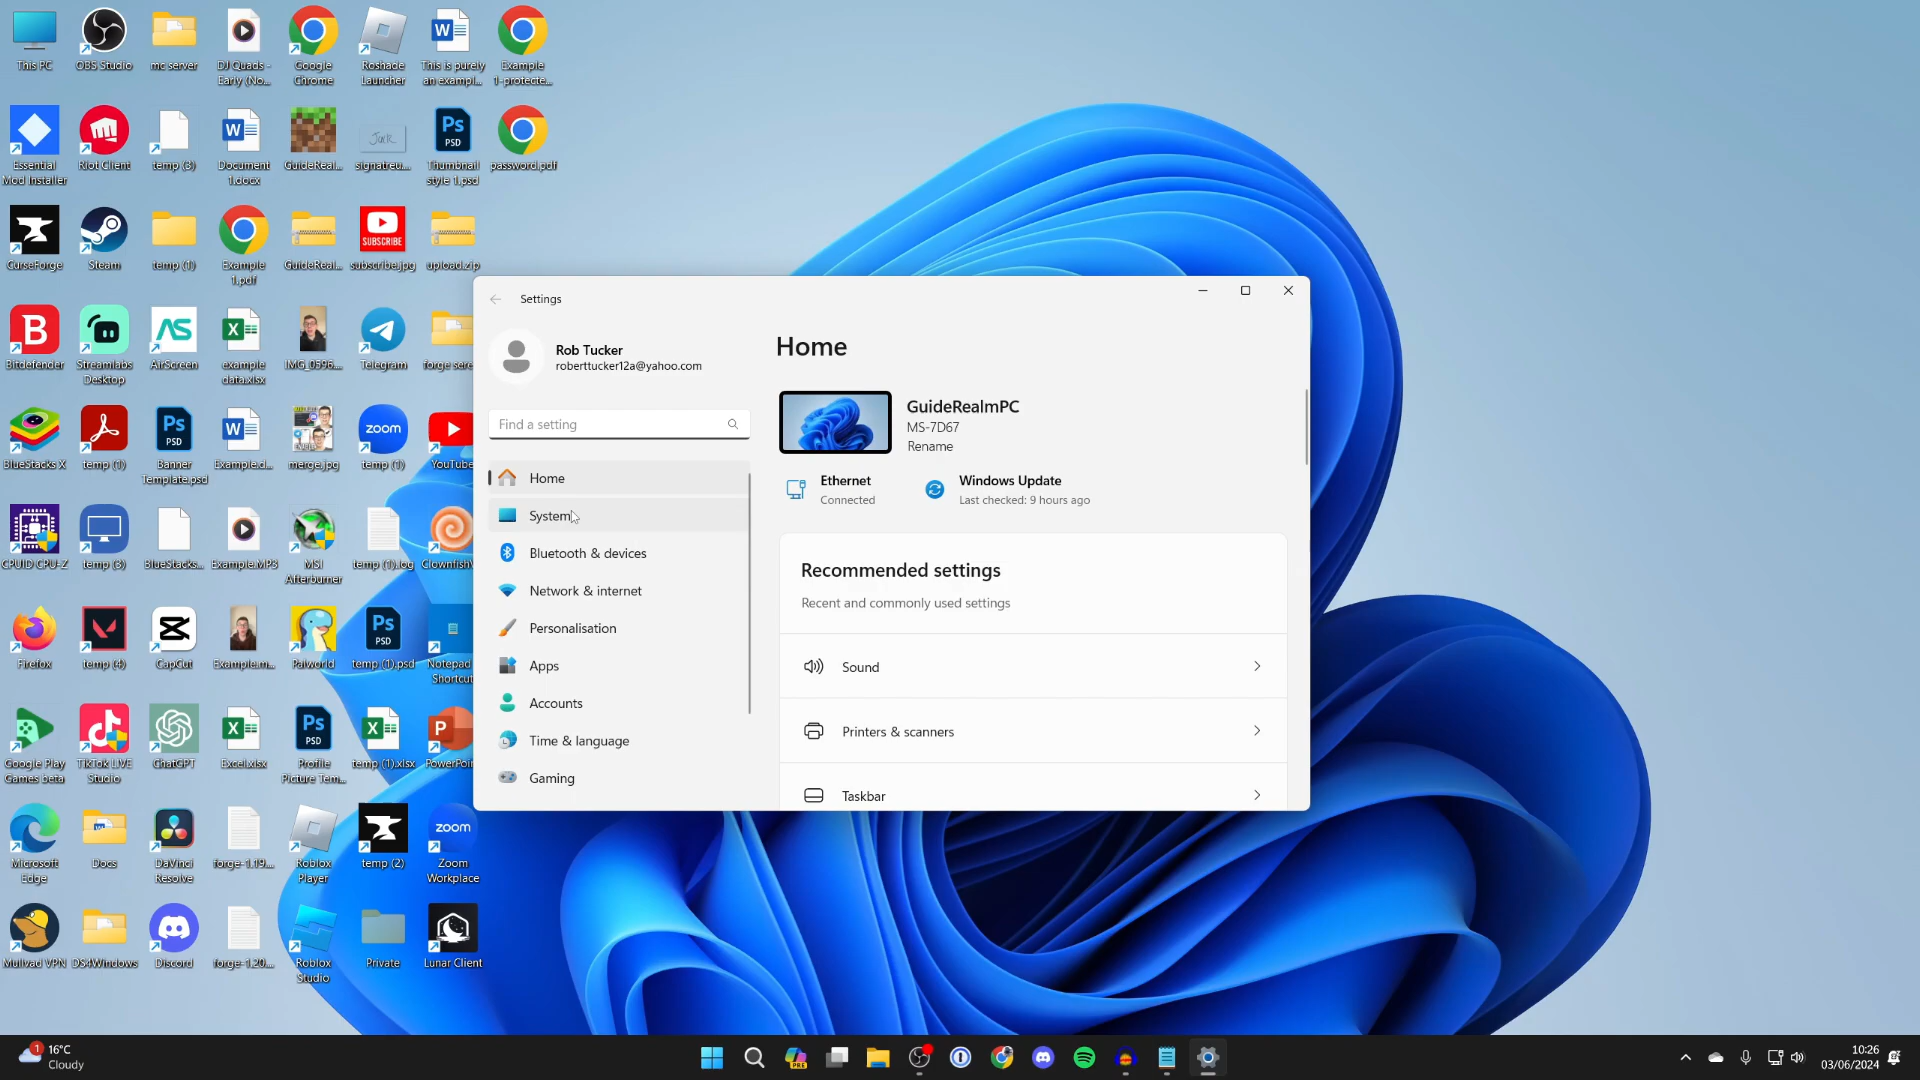 This PC
OBS Studio
mc server
DJ Quads -
Early (No...
Google
Chrome
Roshade
Launcher
This is purely
an exampl...
Example
1-protecte...
Essential
Mod Installer
Riot Client
temp (3)
Document
1.docx
GuideReal...
signatreu...
Thumbnail
style 1.psd
password.pdf
CurseForge
Steam
temp (1)
Example
1.pdf
GuideReal...
SUBSCRIBE
subscribe.jpg
upload.zip
Bitdefender
Streamlabs
Desktop
AirScreen
example
data.xlsx
IMG_0596...
Telegram
forge sere
BlueStacks X
temp (1)
Banner
Template.psd
Example.d...
merge.jpg
zoom
temp (1)
YouTube
CPUID CPU-Z
temp (3)
BlueStacks...
Example.MP3
MSI
Afterburner
temp (1).log
Clownfish
Firefox
temp (4)
CapCut
Example.m...
Palworld
temp (1).psd
Notepad
Shortcut
Google Play
Games beta
TikTok LIVE
Studio
ChatGPT
Excel.xlsx
Profile
Picture Tem...
temp (1).xlsx
PowerPoin
Microsoft
Edge
Docs
DaVinci
Resolve
forge-1.19....
Roblox
Player
temp (2)
zoom
Zoom
Workplace
Mullvad VPN
DS4Windows
Discord
forge-1.20....
Roblox
Studio
Private
Lunar Client
Settings
Rob Tucker
roberttucker12a@yahoo.com
Find a setting
Home
System
Bluetooth & devices
Network & internet
Personalisation
Apps
Accounts
Time & language
Gaming
Home
GuideRealmPC
MS-7D67
Rename
Ethernet
Connected
Windows Update
Last checked: 9 hours ago
Recommended settings
Recent and commonly used settings
Sound
Printers & scanners
Taskbar
1
16°C
Cloudy
PRE
10:26
03/06/2024